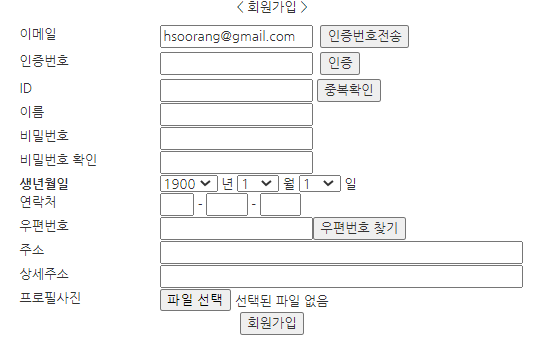 < 회원가입 >
이메일 hsoorang@gmail.com 인증번호전송
인증번호 인증
ID 중복확인
이름
비밀번호
비밀번호 확인
생년월일 1900 년 1 월 1 일
연락처 - -
우편번호 우편번호 찾기
주소
상세주소
프로필사진 파일 선택 선택된 파일 없음
회원가입